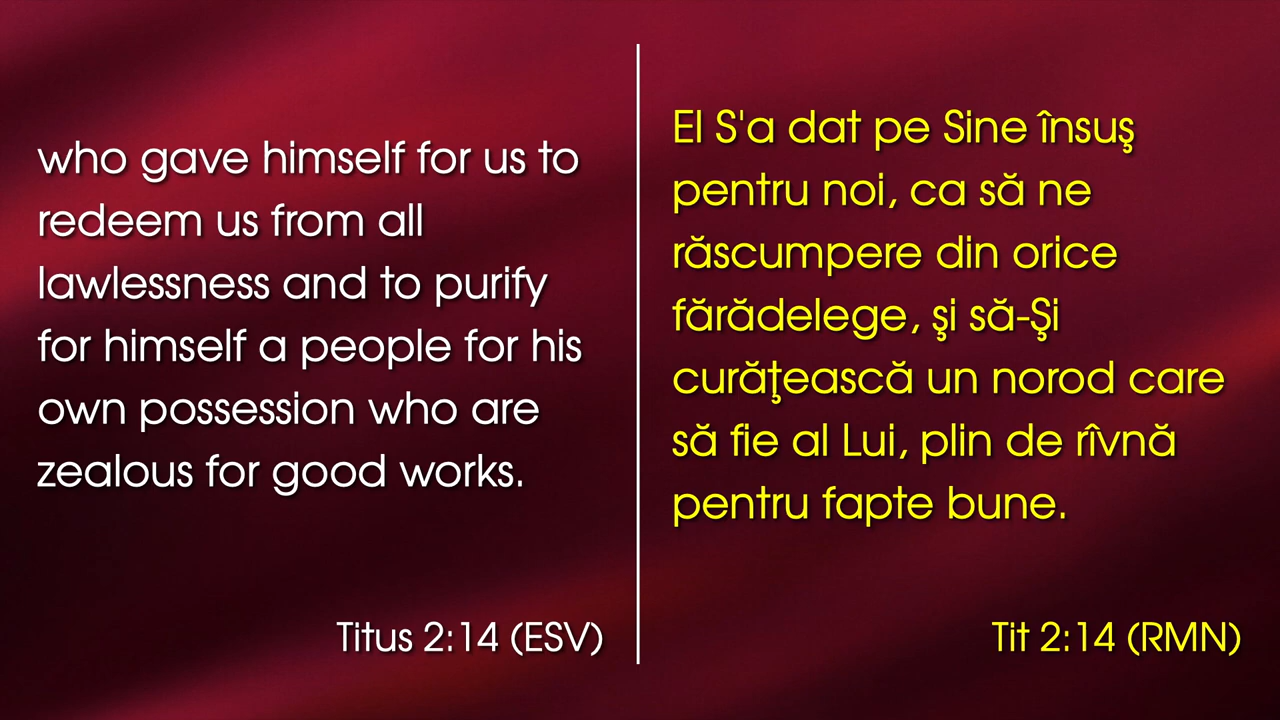 who gave himself for us to
redeem us from all
lawlessness and to purify
for himself a people for his
own possession who are
zealous for good works.
Titus 2:14 (ESV)
El S'a dat pe Sine însuş
pentru noi, ca să ne
răscumpere din orice
fărădelege, şi să-Şi
curăţească un norod care
să fie al Lui, plin de rîvnă
pentru fapte bune.
Tit 2:14 (RMN)